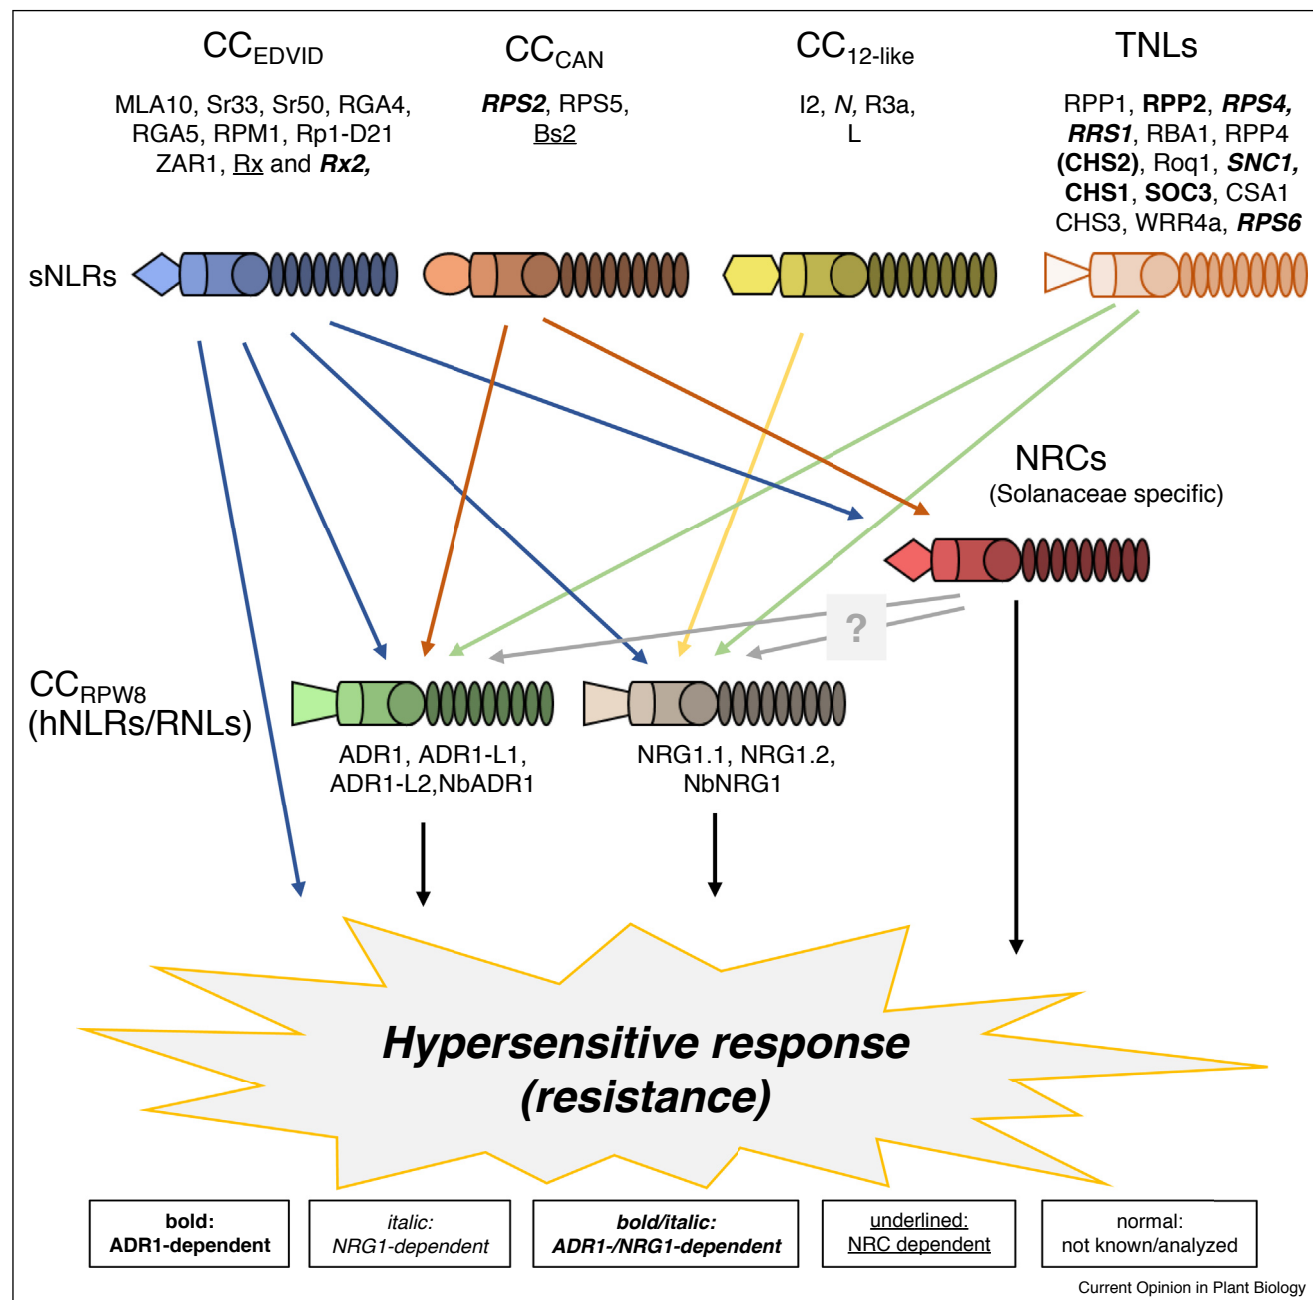 CCEDVID
MLA10, Sr33, Sr50, RGA4,
RGA5, RPM1, Rp1-D21
ZAR1, Rx and Rx2,
CCCAN
RPS2, RPS5,
Bs2
CC12-like
I2, N, R3a,
L
TNLs
RPP1, RPP2, RPS4,
RRS1, RBA1, RPP4
(CHS2), Roq1, SNC1,
CHS1, SOC3, CSA1
CHS3, WRR4a, RPS6
sNLRs
NRCs
(Solanaceae specific)
?
CCRPW8
(hNLRs/RNLs)
ADR1, ADR1-L1,
ADR1-L2,NbADR1
NRG1.1, NRG1.2,
NbNRG1
Hypersensitive response
(resistance)
bold:
ADR1-dependent
italic:
NRG1-dependent
bold/italic:
ADR1-/NRG1-dependent
underlined:
NRC dependent
normal:
not known/analyzed
Current Opinion in Plant Biology